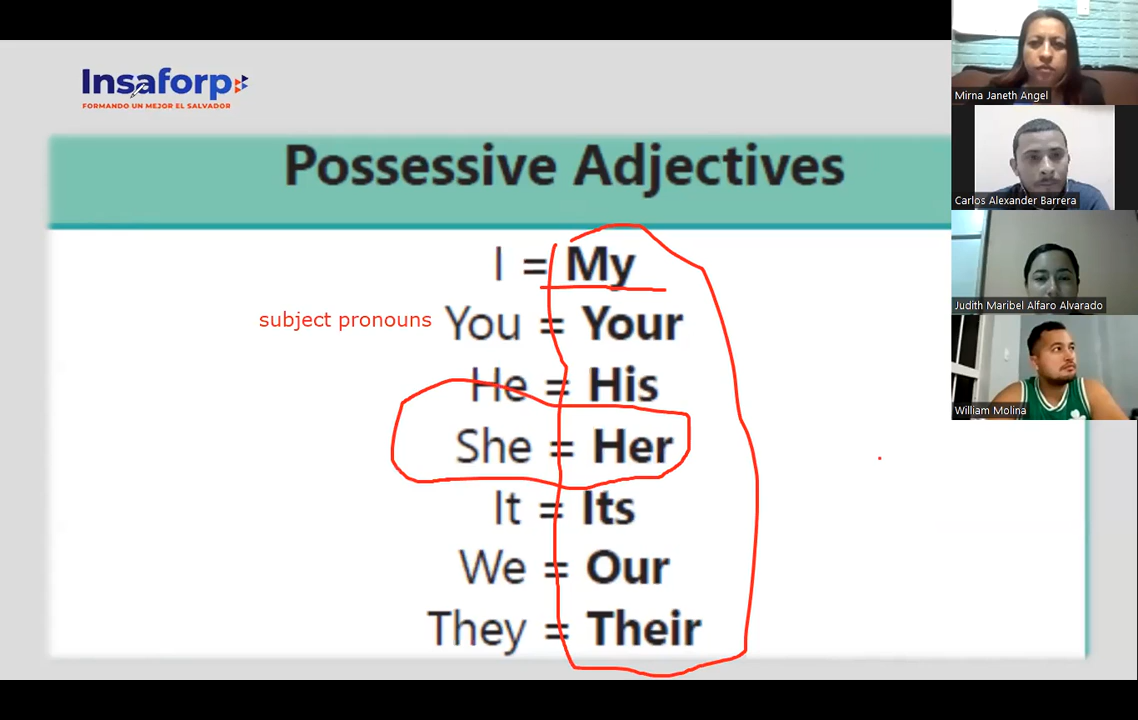 Insaforp
FORMANDO UN MEJOR EL SALVADOR
Possessive Adjectives
I = My
subject pronouns You = Your
He = His
She = Her
It = Its
We = Our
They = Their
Mirna Janeth Angel
Carlos Alexander Barrera
Judith Maribel Alfaro Alvarado
William Molina